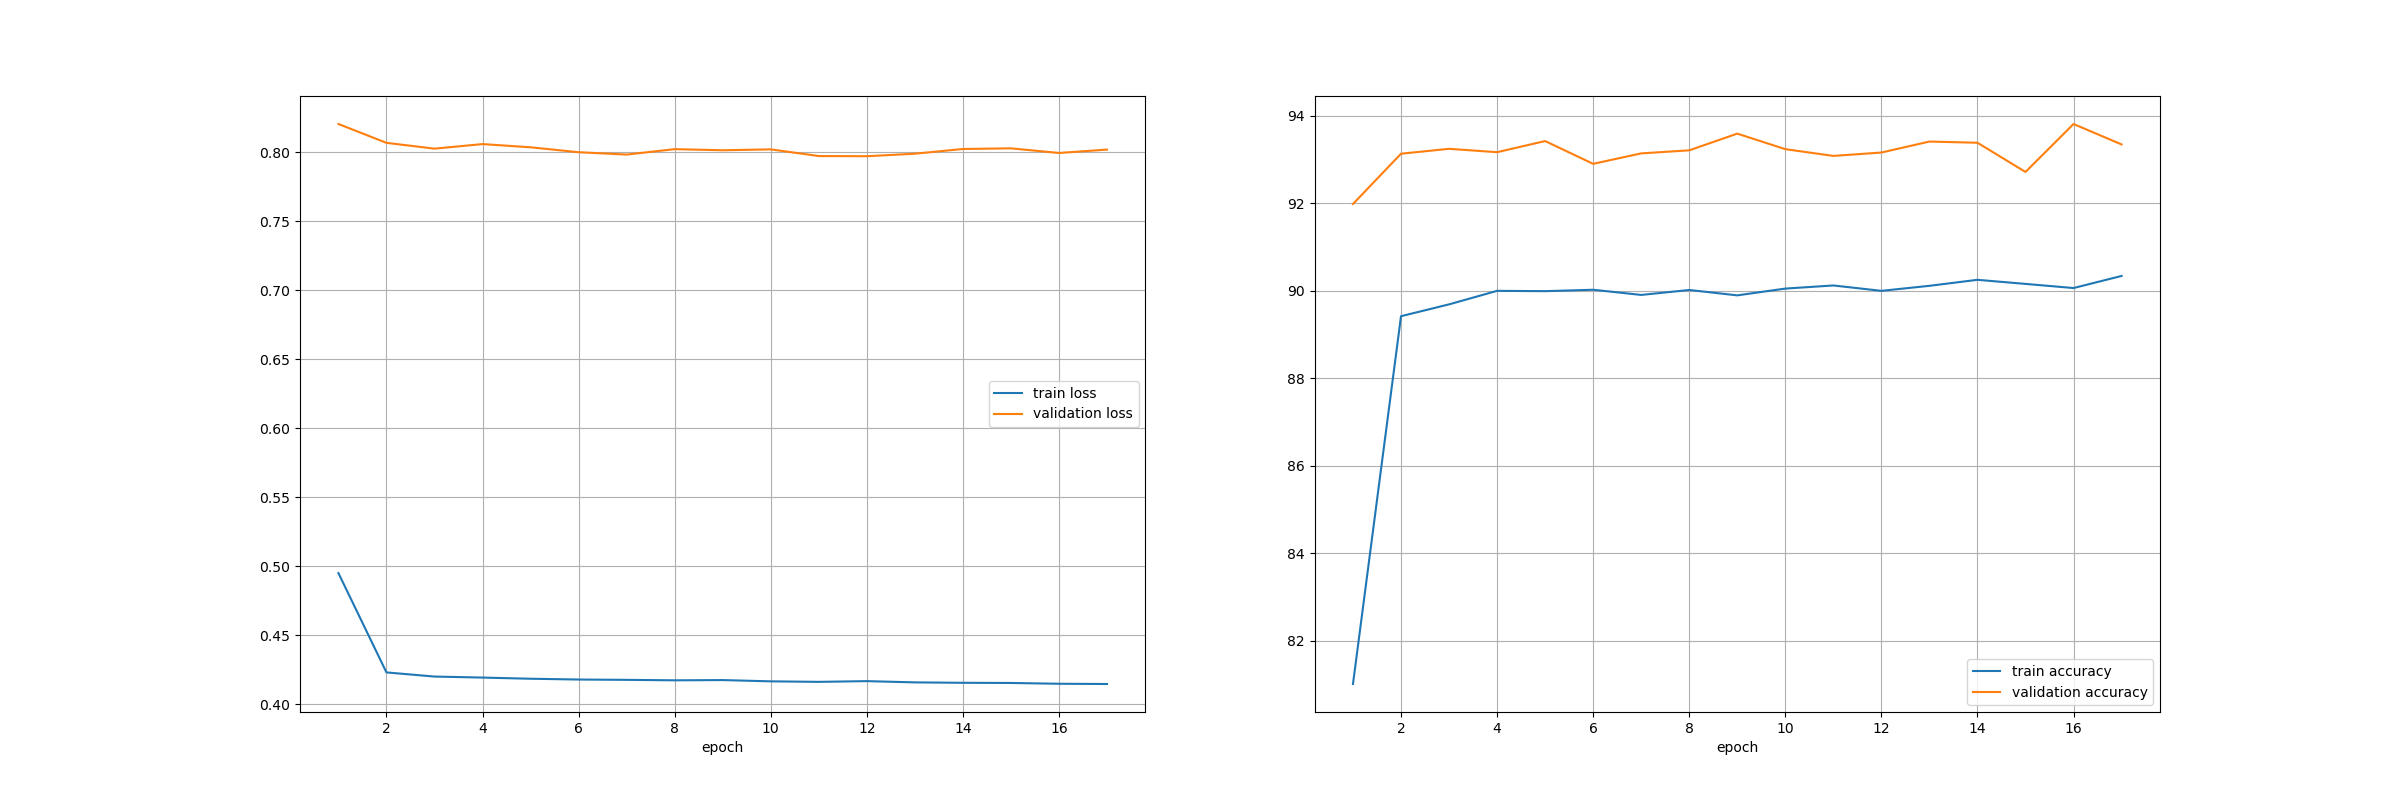 0.80
0.75
0.70
0.65
0.60
0.55
0.50
0.45
0.40
2 4 6 8 10 12 14 16
epoch
train loss
validation loss
94
92
90
88
86
84
82
2 4 6 8 10 12 14 16
epoch
train accuracy
validation accuracy